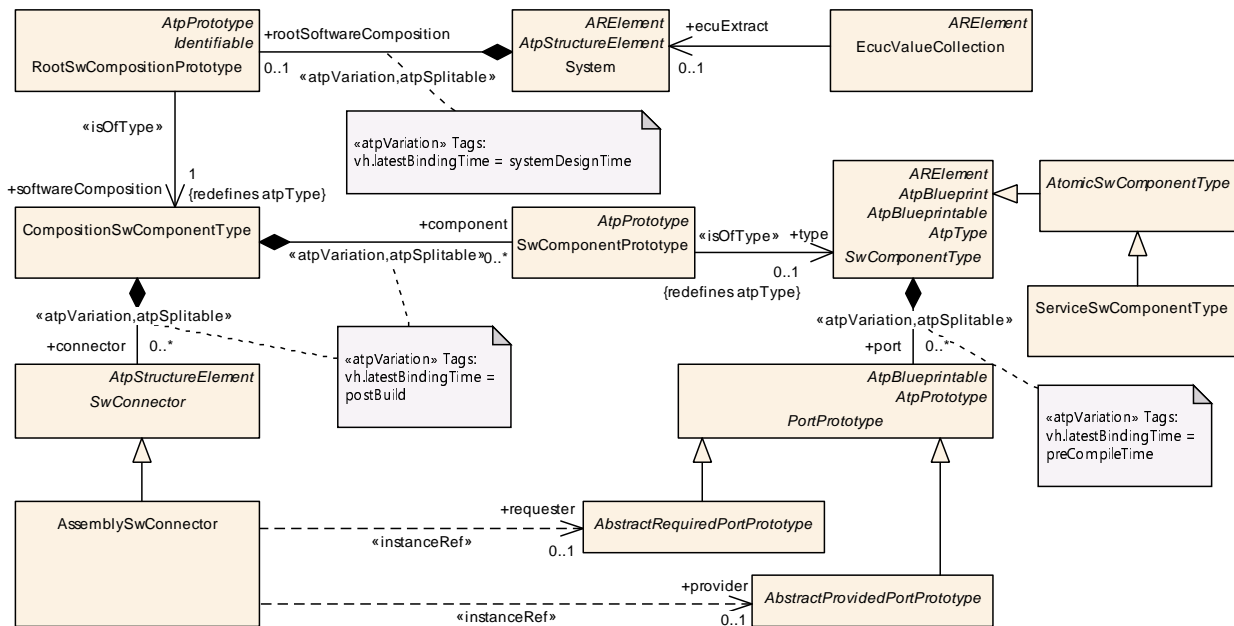 AtpPrototype
Identifiable
RootSwCompositionPrototype
+rootSoftwareComposition
0..1
«atpVariation,atpSplitable»
ARElement
AtpStructureElement
System
+ecuExtract
0..1
ARElement
EcucValueCollection
«isOfType»
«atpVariation» Tags:
vh.latestBindingTime = systemDesignTime
+softwareComposition
1
{redefines atpType}
CompositionSwComponentType
+component
«atpVariation,atpSplitable»
0..*
AtpPrototype
SwComponentPrototype
«isOfType»
+type
0..1
{redefines atpType}
ARElement
AtpBlueprint
AtpBlueprintable
AtpType
SwComponentType
AtomicSwComponentType
ServiceSwComponentType
«atpVariation,atpSplitable»
+connector
0..*
«atpVariation» Tags:
vh.latestBindingTime =
postBuild
«atpVariation,atpSplitable»
+port
0..*
AtpStructureElement
SwConnector
AtpBlueprintable
AtpPrototype
PortPrototype
«atpVariation» Tags:
vh.latestBindingTime =
preCompileTime
AssemblySwConnector
+requester
«instanceRef»
0..1
AbstractRequiredPortPrototype
+provider
«instanceRef»
0..1
AbstractProvidedPortPrototype